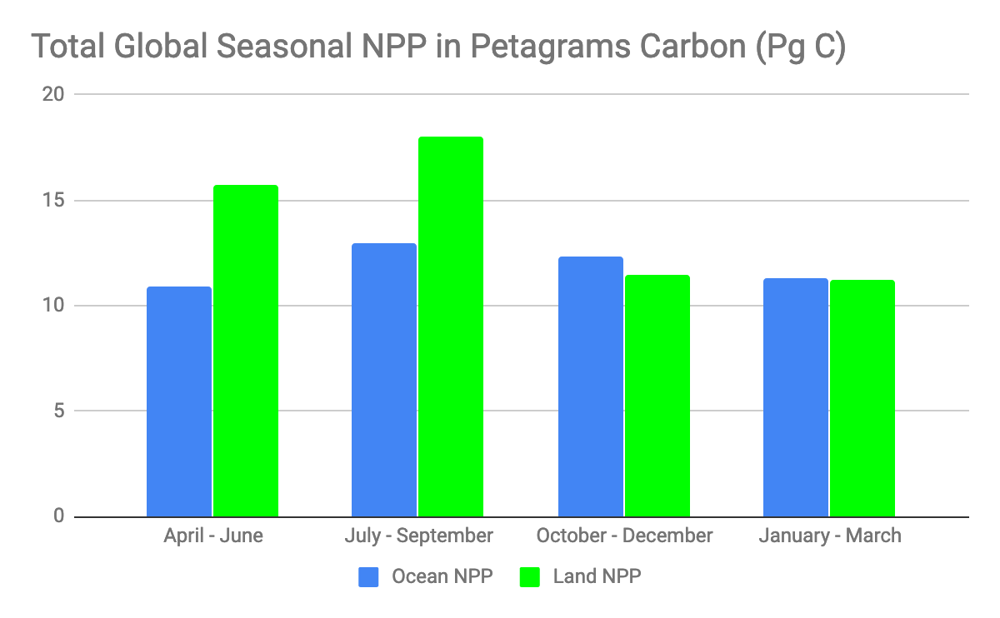 Total Global Seasonal NPP in Petagrams Carbon (Pg C)
20
15
10
5
0
April - June July - September October - December January - March
Ocean NPP Land NPP